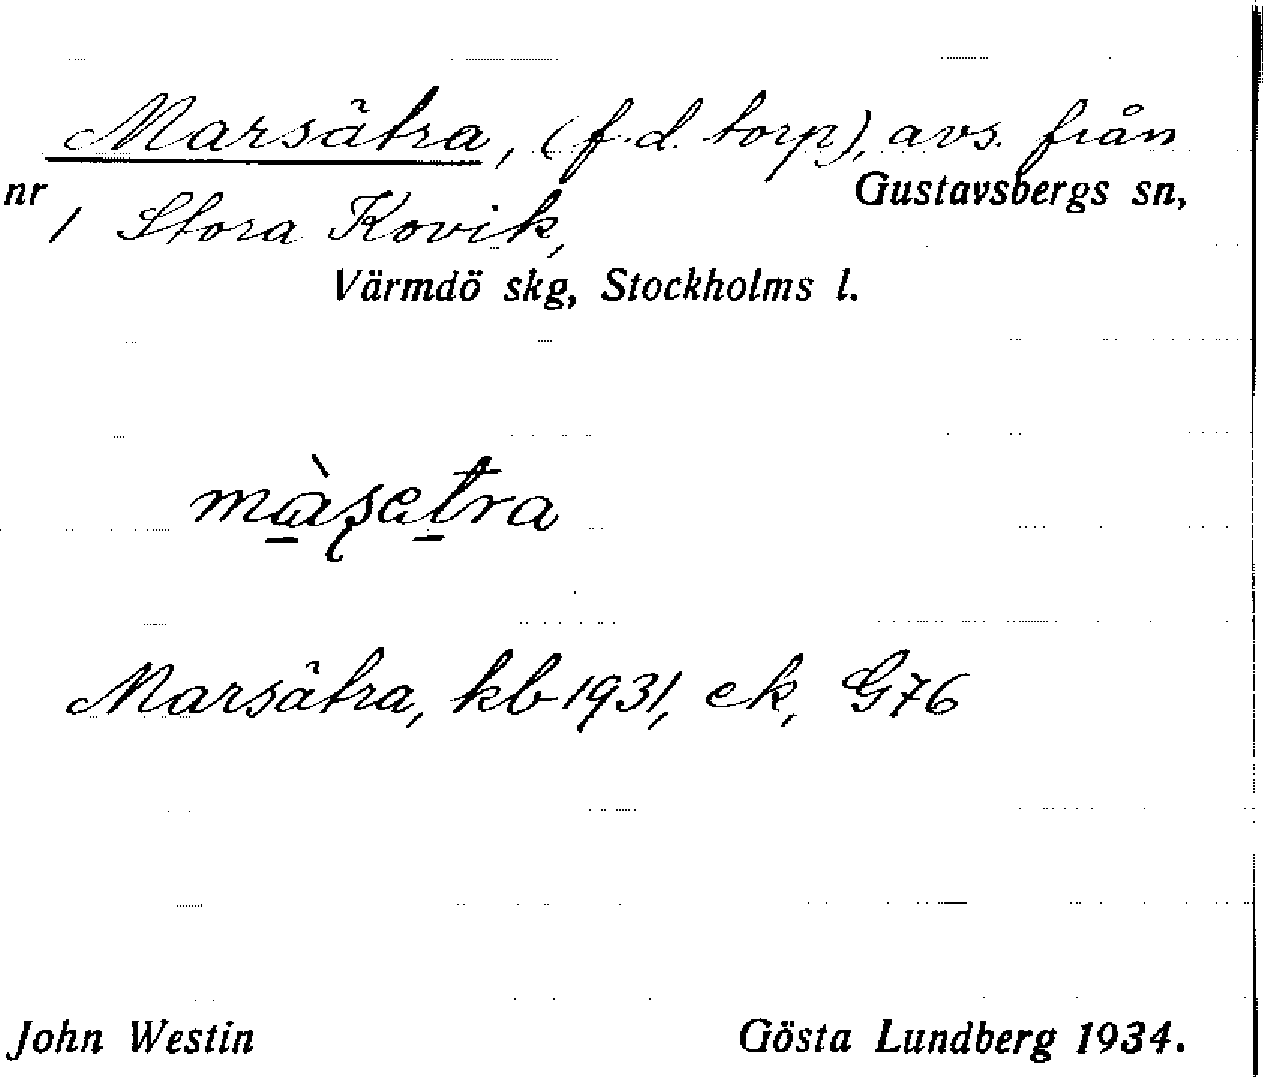 Marsätra, (f.d. torp), avs. från
nr 1 Stora Kovik, Gustavsbergs sn,
Värmdö skg, Stockholms l.
màșetra
Marsätra, kb 1931, ek, G76
John Westin Gösta Lundberg 1934.